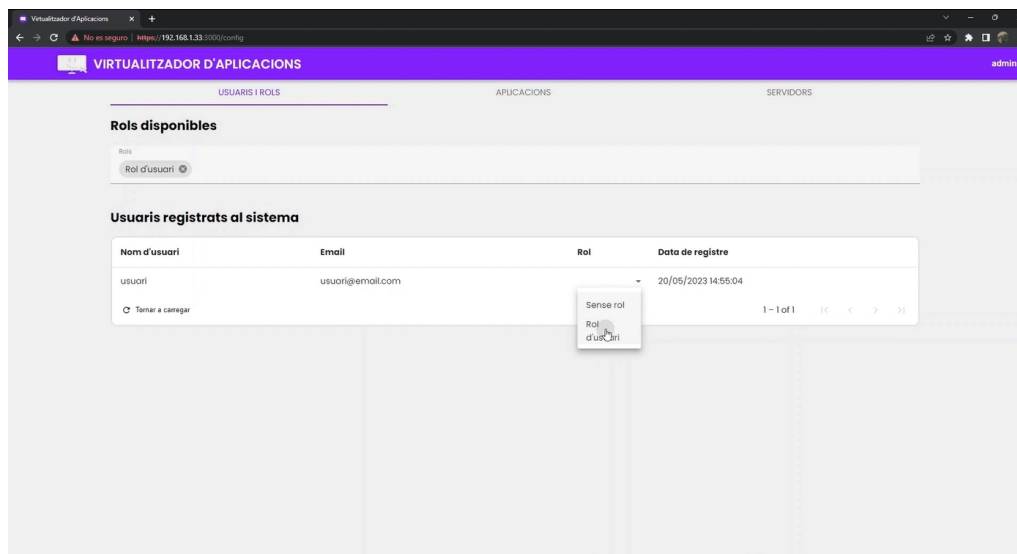 Virtualitzador d'Aplicacions
No es seguro | https://192.168.1.33:3000/config
VIRTUALITZADOR D'APLICACIONS
admin
USUARIS I ROLS
APLICACIONS
SERVIDORS
Rols disponibles
Rols
Rol d'usuari
Usuaris registrats al sistema
Nom d'usuari
Email
Rol
Data de registre
usuari
usuari@email.com
20/05/2023 14:55:04
Tornar a carregar
1 – 1 of 1
Sense rol
Rol
d'usuari